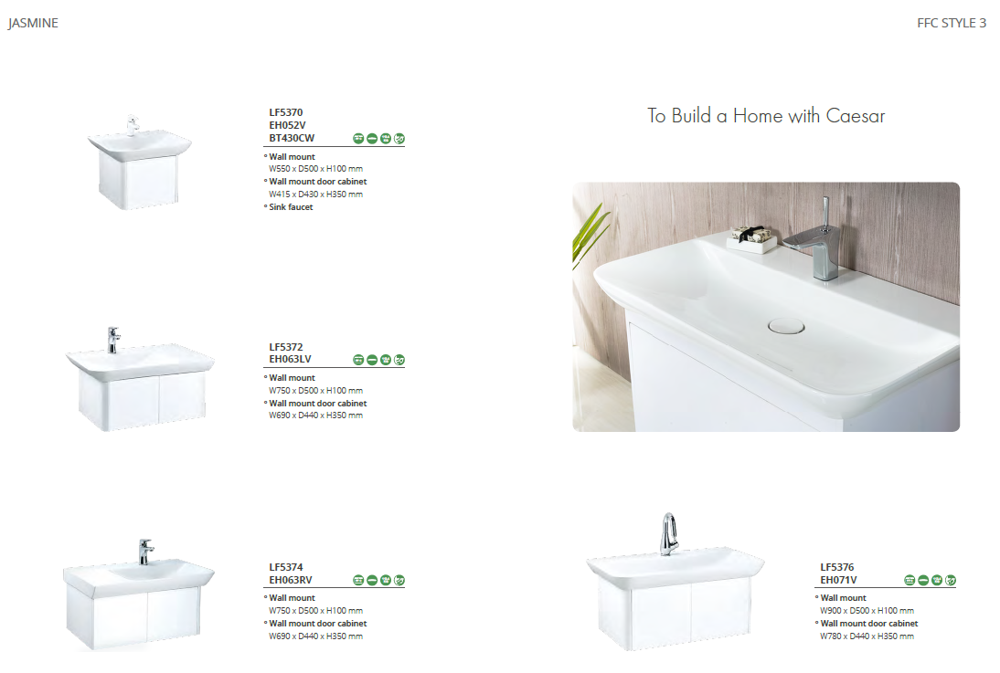 JASMINE
FFC STYLE 3
LF5370
EH052V
BT430CW
° Wall mount
W550 x D500 x H100 mm
° Wall mount door cabinet
W415 x D430 x H350 mm
° Sink faucet
To Build a Home with Caesar
LF5372
EH063LV
° Wall mount
W750 x D500 x H100 mm
° Wall mount door cabinet
W690 x D440 x H350 mm
LF5374
EH063RV
° Wall mount
W750 x D500 x H100 mm
° Wall mount door cabinet
W690 x D440 x H350 mm
LF5376
EH071V
° Wall mount
W900 x D500 x H100 mm
° Wall mount door cabinet
W780 x D440 x H350 mm